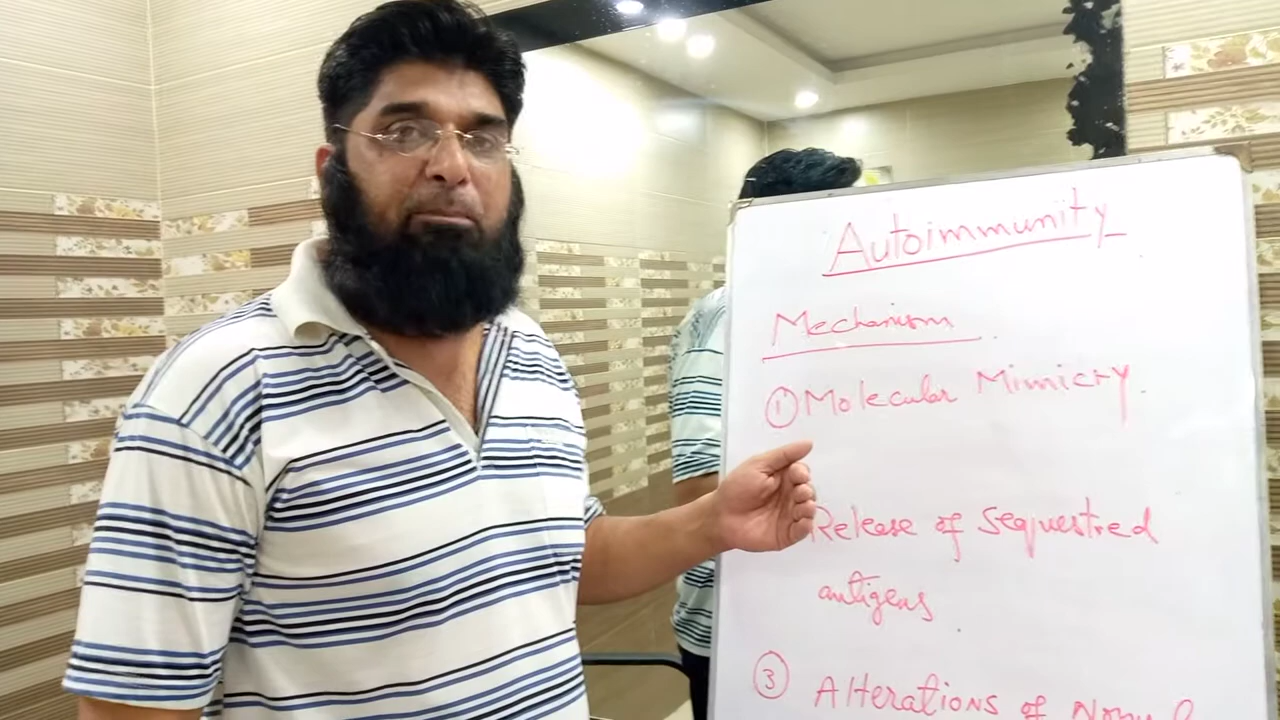 Autoimmunity
Mechanism
① Molecular Mimicry.
Release of Sequestred
antigens
③ Alterations of